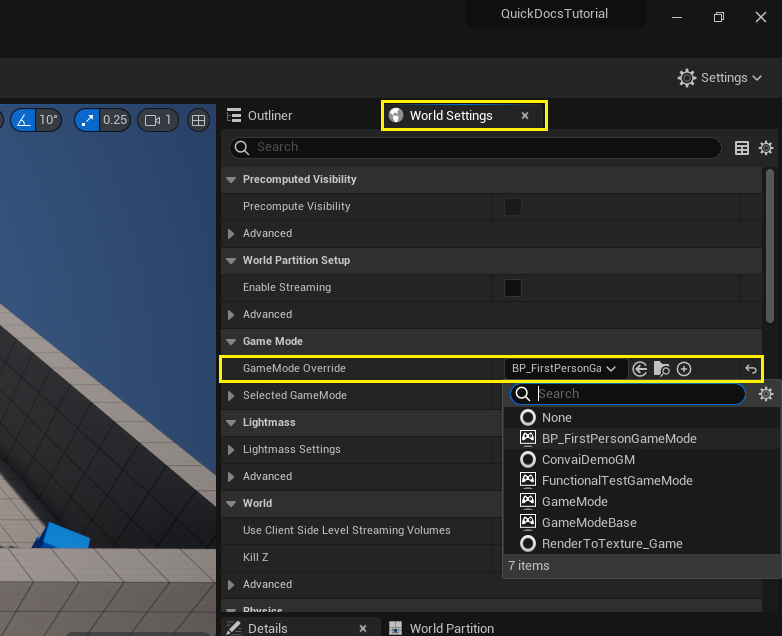 QuickDocsTutorial
Settings
10°
0.25
1
Outliner
World Settings
Search
Precomputed Visibility
Precompute Visibility
Advanced
World Partition Setup
Enable Streaming
Advanced
Game Mode
GameMode Override
BP_FirstPersonGa
Selected GameMode
Search
Lightmass
None
BP_FirstPersonGameMode
Lightmass Settings
ConvaiDemoGM
Advanced
FunctionalTestGameMode
World
GameMode
Use Client Side Level Streaming Volumes
GameModeBase
Kill Z
RenderToTexture_Game
7 items
Advanced
Physics
Details
World Partition